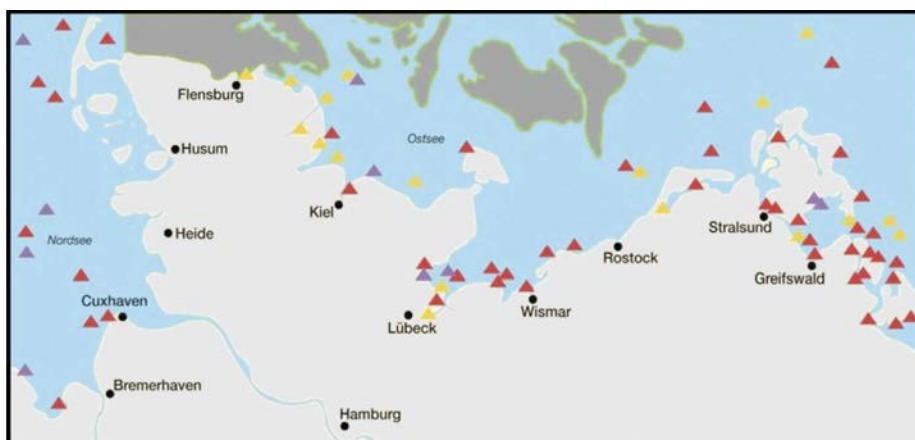 Flensburg
Husum
Ostsee
Kiel
Heide
Nordsee
Stralsund
Rostock
Greifswald
Cuxhaven
Wismar
Lübeck
Bremerhaven
Hamburg